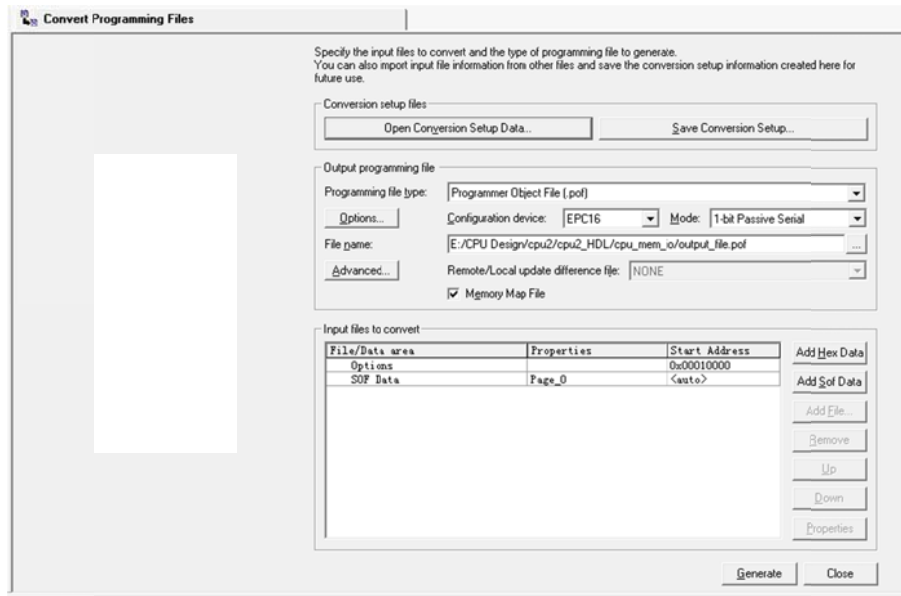 Convert Programming Files
Specify the input files to convert and the type of programming file to generate.
You can also mport input file information from other files and save the conversion setup information created here for
future use.
Conversion setup files
Open Conversion Setup Data...
Save Conversion Setup...
Output programming file
Programming file type: Programmer Object File (.pof)
Options... Configuration device: EPC16 Mode: 1-bit Passive Serial
File name: E:/CPU Design/cpu2/cpu2_HDL/cpu_mem_io/output_file.pof ...
Advanced... Remote/Local update difference file: NONE
Memory Map File
Input files to convert
File/Data area Properties Start Address
Options 0x00010000
SOF Data Page_0 <auto>
Add Hex Data
Add Sof Data
Add File...
Remove
Up
Down
Properties
Generate Close